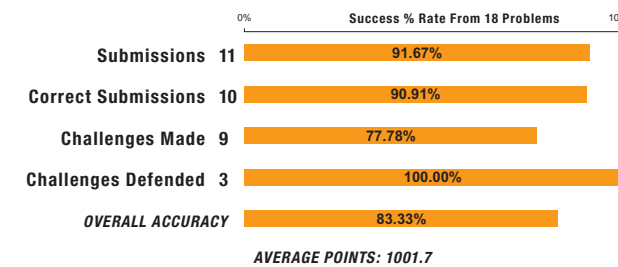 0% Success % Rate From 18 Problems 10
Submissions 11 91.67%
Correct Submissions 10 90.91%
Challenges Made 9 77.78%
Challenges Defended 3 100.00%
OVERALL ACCURACY 83.33%
AVERAGE POINTS: 1001.7